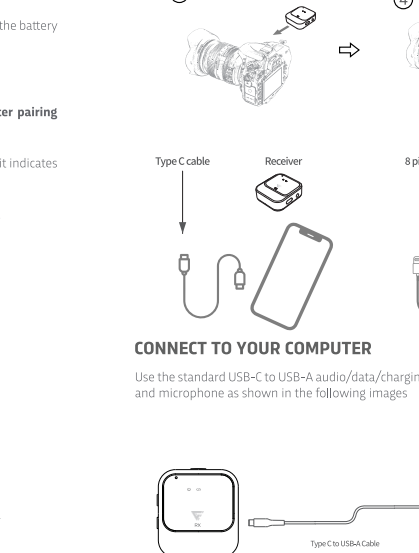 the battery
4
ter pairing
it indicates
Type C cable
Receiver
8 pi
CONNECT TO YOUR COMPUTER
Use the standard USB-C to USB-A audio/data/chargin
and microphone as shown in the following images
RX
Type C to USB-A Cable